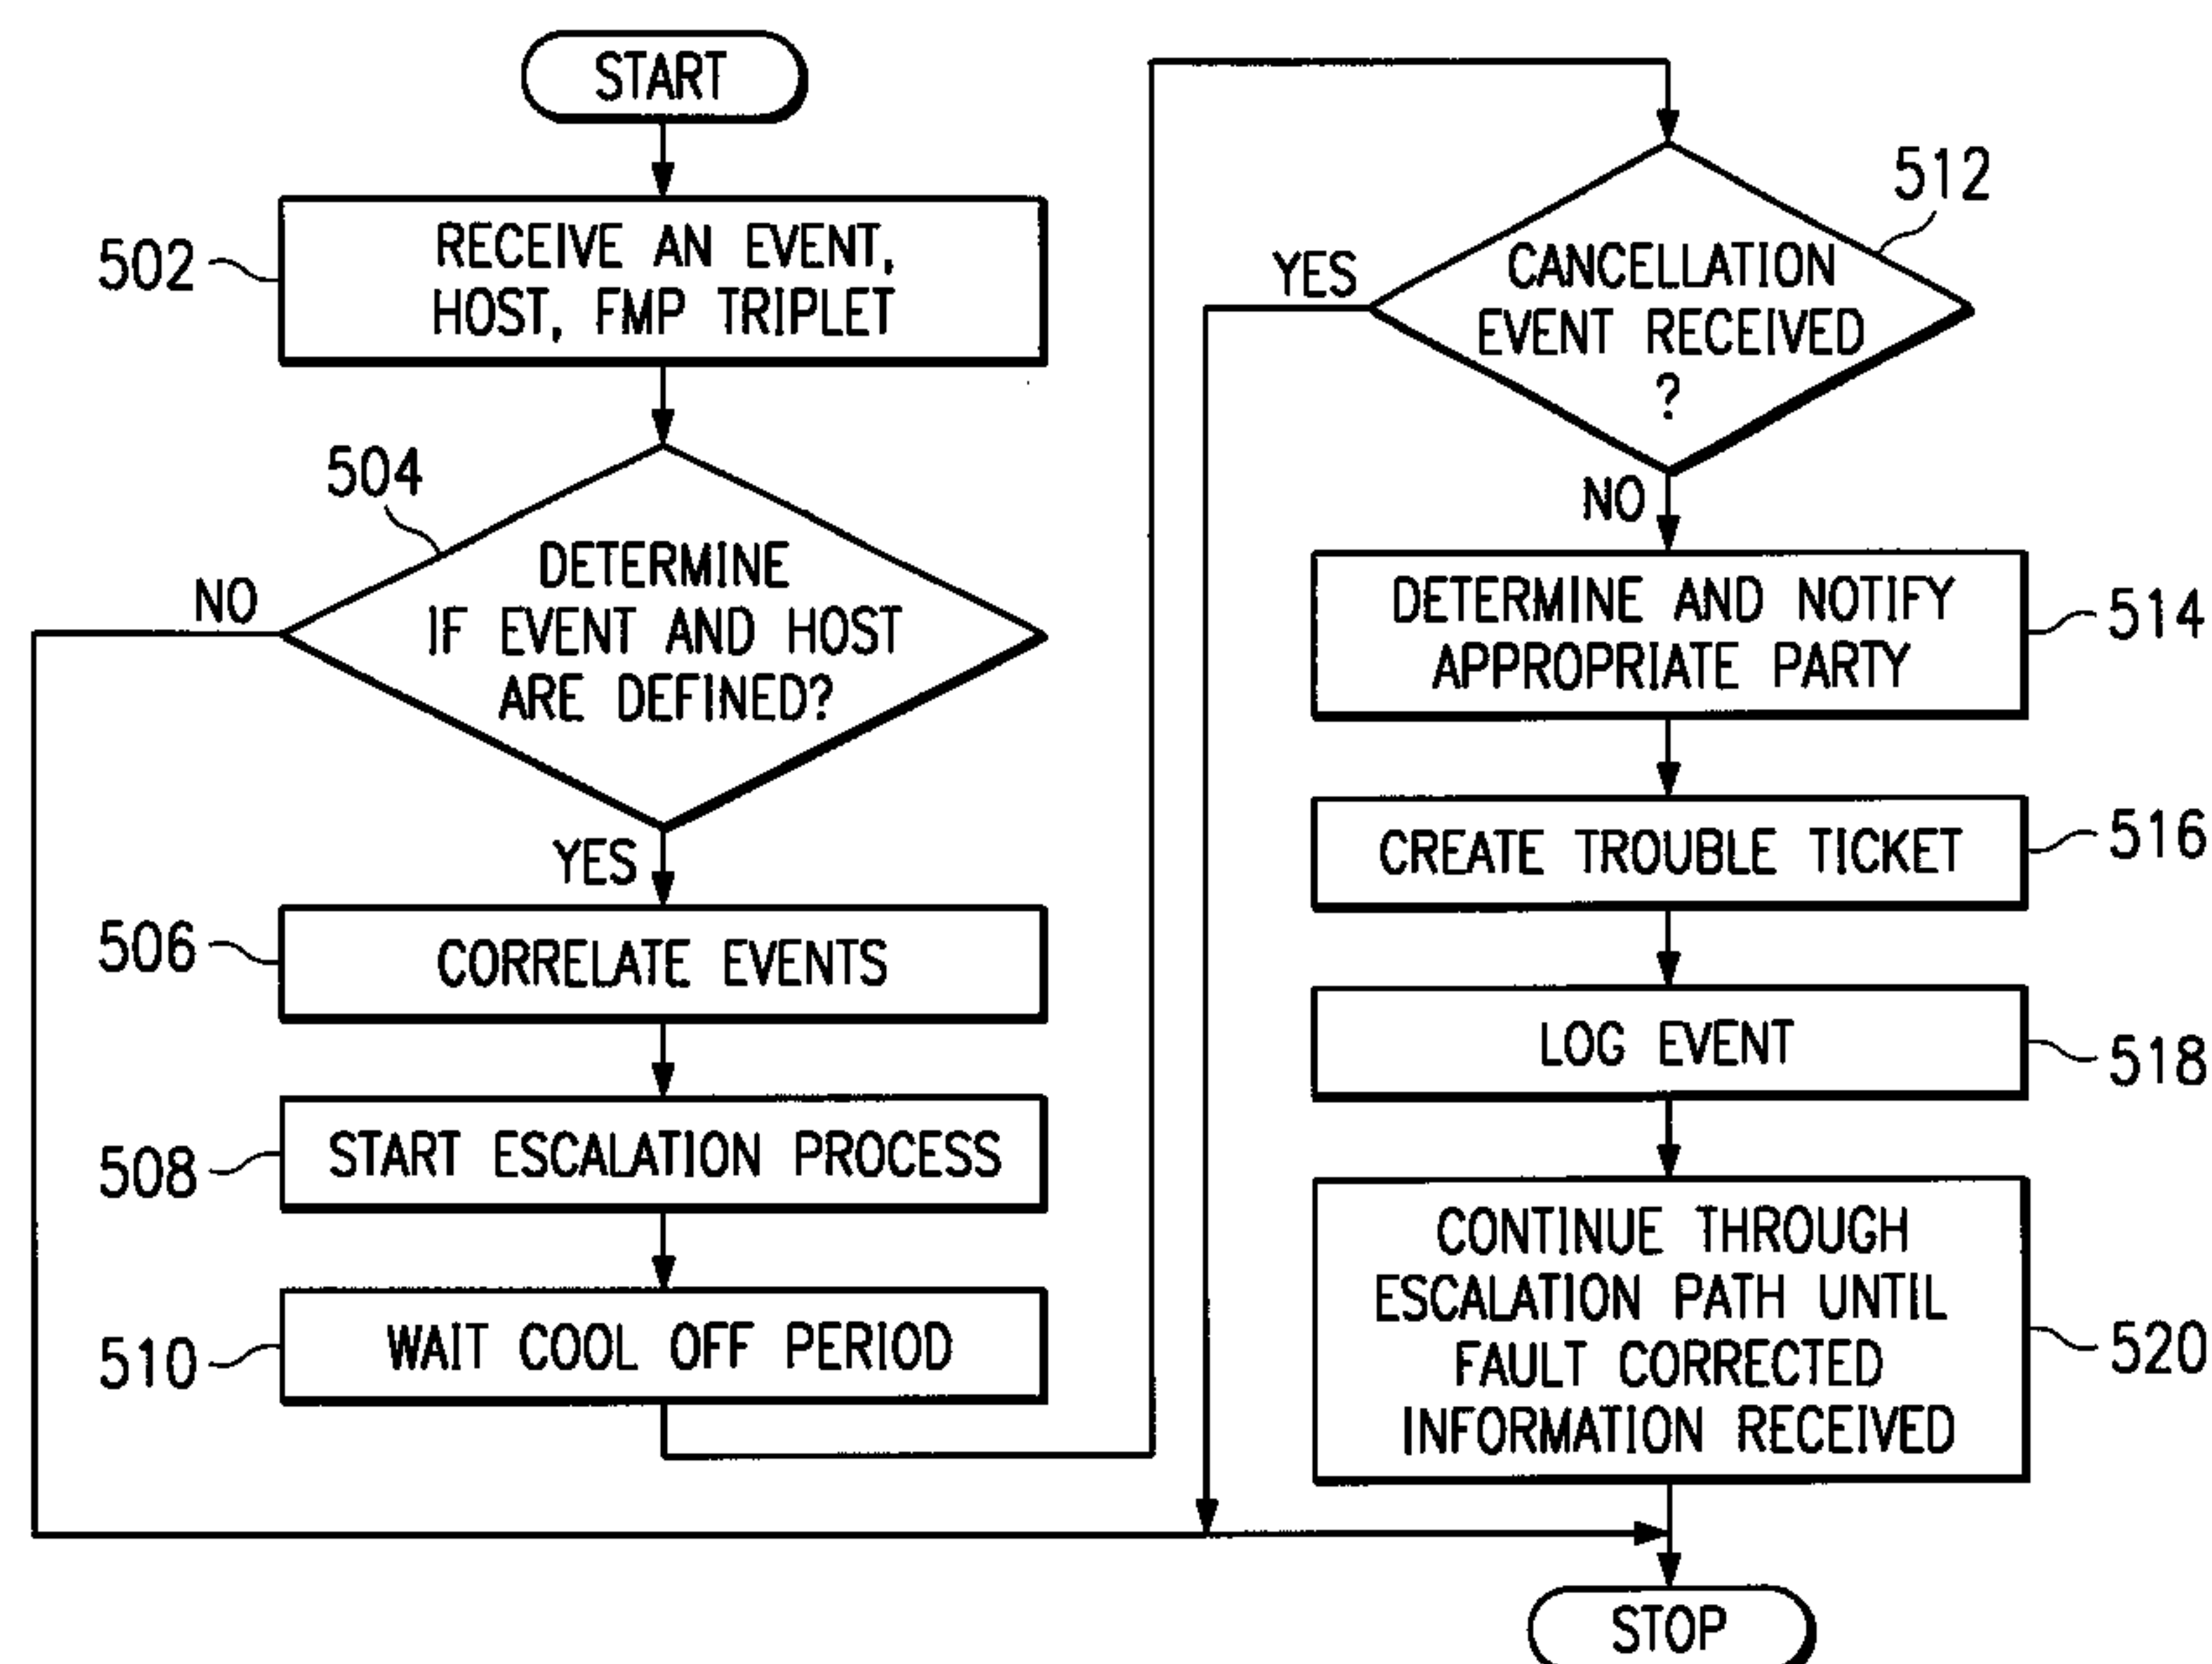 START
502
RECEIVE AN EVENT,
HOST, FMP TRIPLET
504
DETERMINE
IF EVENT AND HOST
ARE DEFINED?
NO
YES
506
CORRELATE EVENTS
508
START ESCALATION PROCESS
510
WAIT COOL OFF PERIOD
512
CANCELLATION
EVENT RECEIVED
?
YES
NO
DETERMINE AND NOTIFY
APPROPRIATE PARTY
514
CREATE TROUBLE TICKET
516
LOG EVENT
518
CONTINUE THROUGH
ESCALATION PATH UNTIL
FAULT CORRECTED
INFORMATION RECEIVED
520
STOP